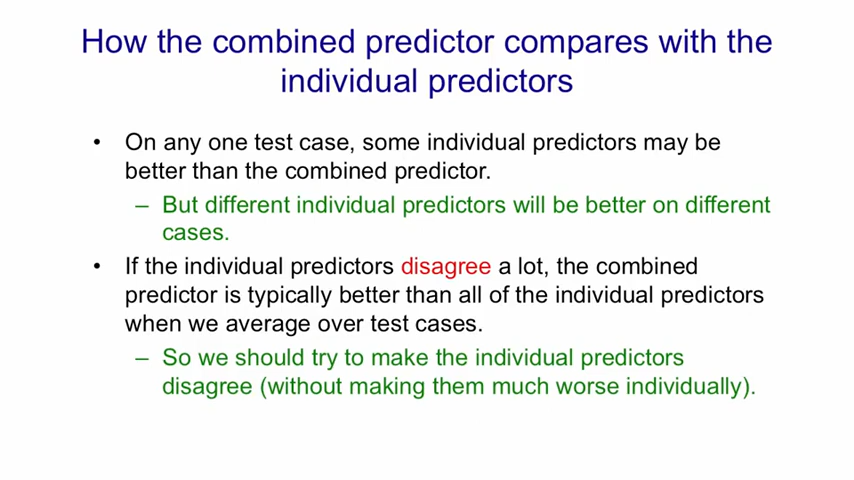 How the combined predictor compares with the
individual predictors
• On any one test case, some individual predictors may be
better than the combined predictor.
– But different individual predictors will be better on different
cases.
• If the individual predictors disagree a lot, the combined
predictor is typically better than all of the individual predictors
when we average over test cases.
– So we should try to make the individual predictors
disagree (without making them much worse individually).